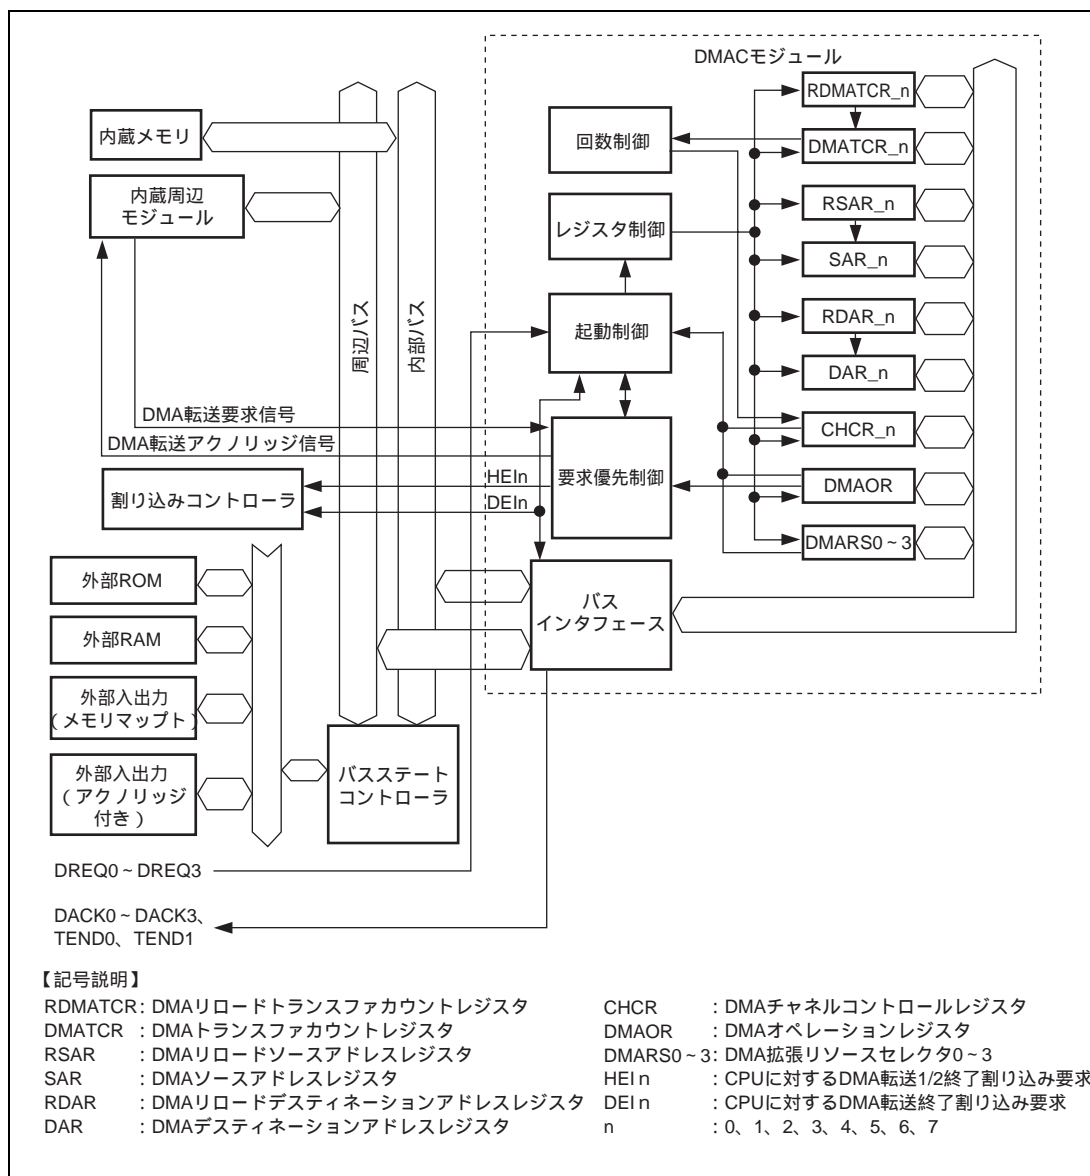 DMACモジュール
RDMATCR_n
DMATCR_n
RSAR_n
SAR_n
RDAR_n
DAR_n
CHCR_n
DMAOR
DMARS0~3
回数制御
レジスタ制御
起動制御
要求優先制御
バス
インタフェース
内蔵メモリ
内蔵周辺
モジュール
周辺バス
内部バス
DMA転送要求信号
DMA転送アクノリッジ信号
HEIn
DEIn
割り込みコントローラ
外部ROM
外部RAM
外部入出力
(メモリマップト)
外部入出力
(アクノリッジ
付き)
バスステート
コントローラ
DREQ0~DREQ3
DACK0~DACK3、
TEND0、TEND1
【記号説明】
RDMATCR:DMAリロードトランスファカウントレジスタ
DMATCR :DMAトランスファカウントレジスタ
RSAR :DMAリロードソースアドレスレジスタ
SAR :DMAソースアドレスレジスタ
RDAR :DMAリロードデスティネーションアドレスレジスタ
DAR :DMAデスティネーションアドレスレジスタ
CHCR :DMAチャネルコントロールレジスタ
DMAOR :DMAオペレーションレジスタ
DMARS0~3:DMA拡張リソースセレクタ0~3
HEIn :CPUに対するDMA転送1/2終了割り込み要求
DEIn :CPUに対するDMA転送終了割り込み要求
n :0、1、2、3、4、5、6、7